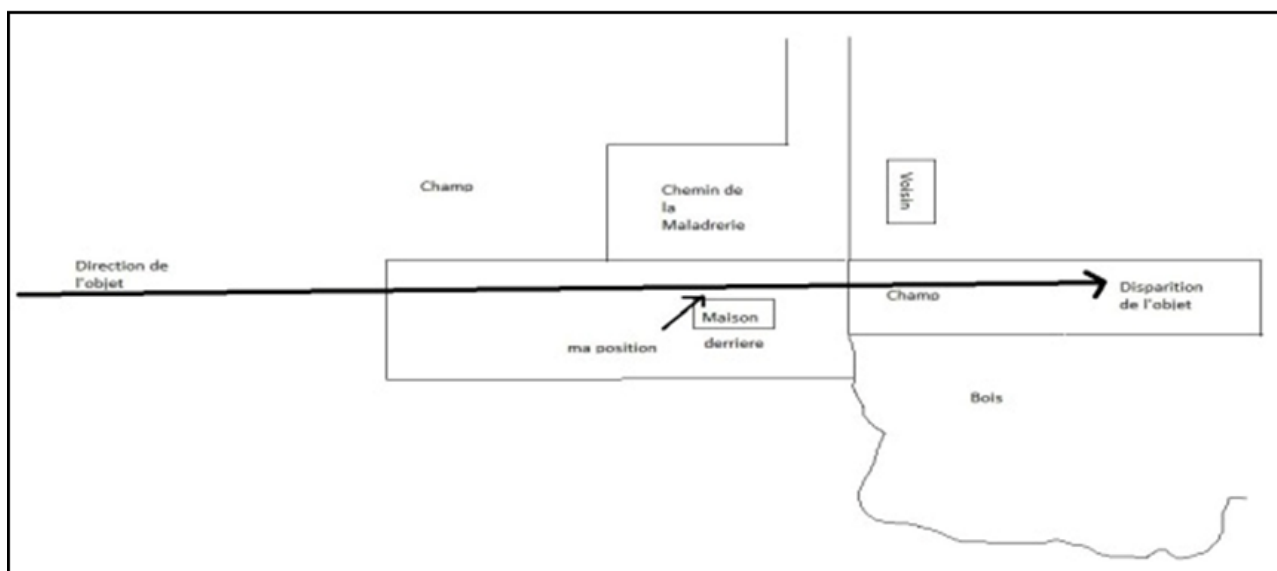 Champ
Chemin de
la
Maladrerie
Voisin
Direction de
l'objet
Champ
Disparition
de l'objet
Maison
ma position
derriere
Bois